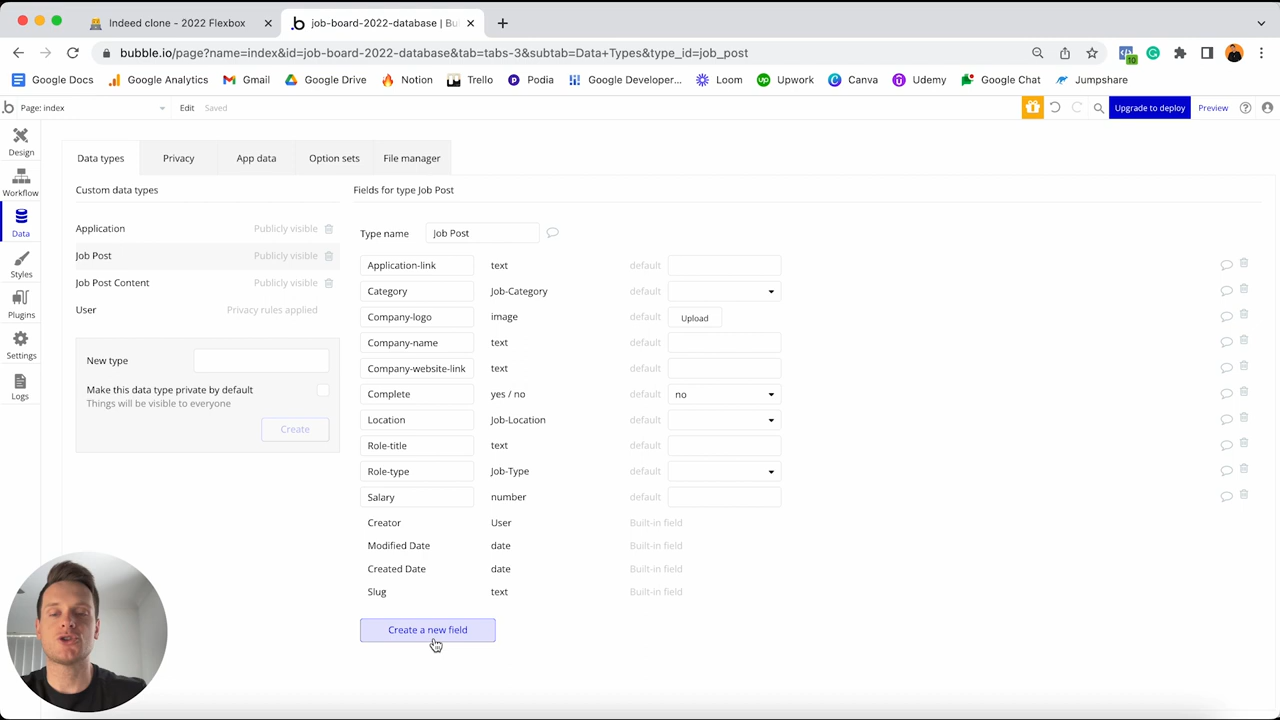 Indeed clone - 2022 Flexbox
job-board-2022-database | Bu
bubble.io/page?name=index&id=job-board-2022-database&tab=tabs-3&subtab=Data+Types&type_id=job_post
10
Google Docs Google Analytics Gmail Google Drive Notion Trello Podia Google Developer... Loom Upwork Canva Udemy Google Chat Jumpshare
Page: index Edit Saved Upgrade to deploy Preview
Design
Workflow
Data
Styles
Plugins
Settings
Logs
Data types Privacy App data Option sets File manager
Custom data types
Application Publicly visible
Job Post Publicly visible
Job Post Content Publicly visible
User Privacy rules applied
New type
Make this data type private by default
Things will be visible to everyone
Create
Fields for type Job Post
Type name Job Post
Application-link text default
Category Job-Category default
Company-logo image default Upload
Company-name text default
Company-website-link text default
Complete yes / no default no
Location Job-Location default
Role-title text default
Role-type Job-Type default
Salary number default
Creator User Built-in field
Modified Date date Built-in field
Created Date date Built-in field
Slug text Built-in field
Create a new field